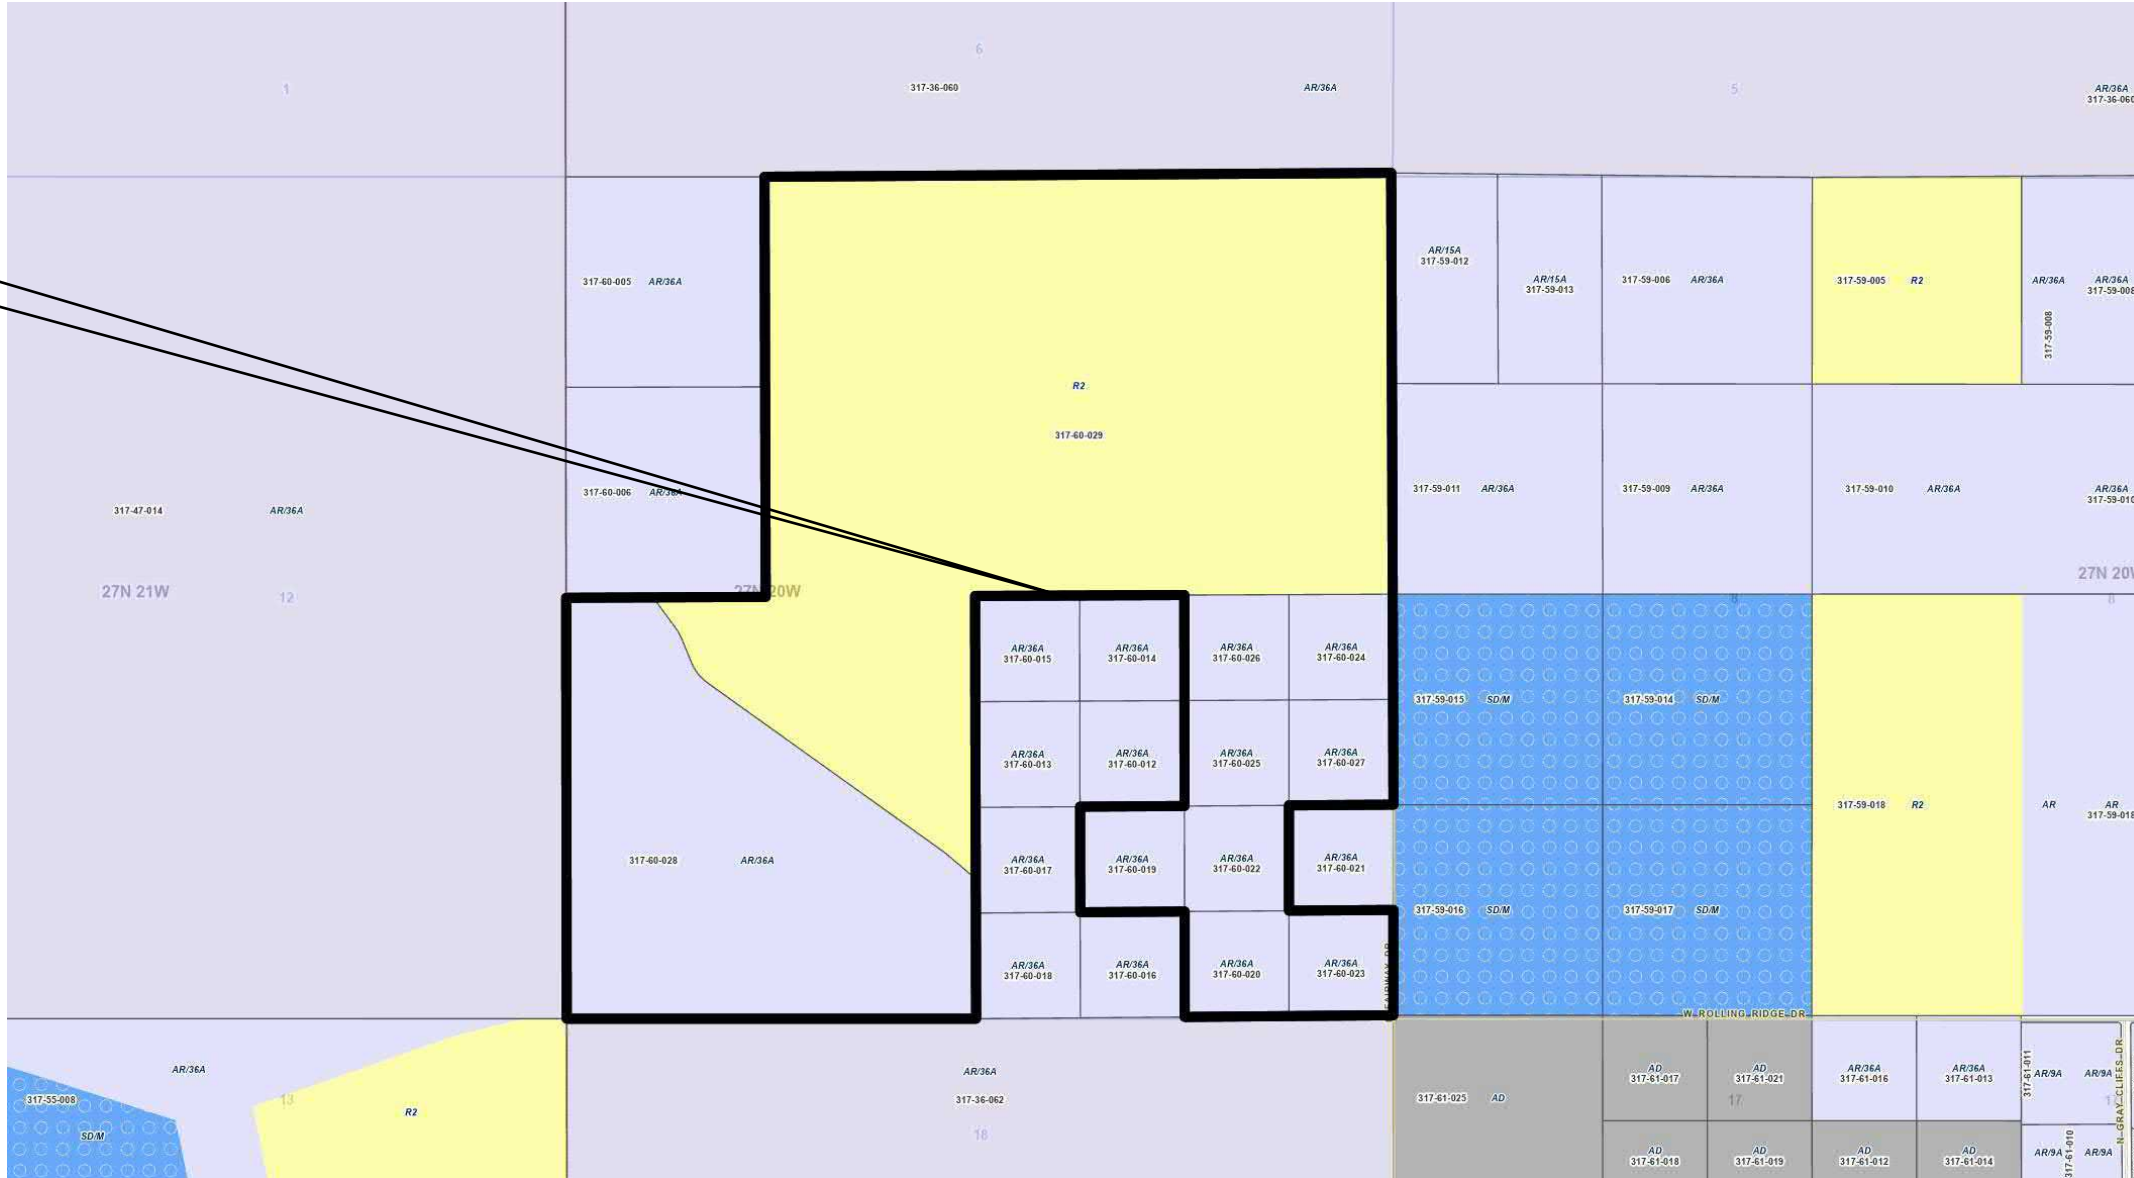 6
1
317-36-060
AR/36A
5
AR/36A
317-36-060
317-60-005
AR/36A
AR/15A
317-59-012
AR/15A
317-59-013
317-59-006
AR/36A
317-59-005
R2
AR/36A
317-59-008
AR/36A
317-59-008
R2
317-60-029
317-60-006
AR/36A
317-47-014
AR/36A
317-59-011
AR/36A
317-59-009
AR/36A
317-59-010
AR/36A
AR/36A
317-59-010
27N 21W
12
27N 20W
8
27N 20W
8
AR/36A
317-60-015
AR/36A
317-60-014
AR/36A
317-60-026
AR/36A
317-60-024
317-59-015
SD/M
317-59-014
SD/M
AR/36A
317-60-013
AR/36A
317-60-012
AR/36A
317-60-025
AR/36A
317-60-027
317-59-018
R2
AR
AR
317-59-018
317-60-028
AR/36A
AR/36A
317-60-017
AR/36A
317-60-019
AR/36A
317-60-022
AR/36A
317-60-021
317-59-016
SD/M
317-59-017
SD/M
AR/36A
317-60-018
AR/36A
317-60-016
AR/36A
317-60-020
AR/36A
317-60-023
FAIRWAY DR
W ROLLING RIDGE DR
AR/36A
317-55-008
SD/M
13
R2
AR/36A
317-36-062
18
317-61-025
AD
AD
317-61-017
AD
317-61-021
17
AR/36A
317-61-016
AR/36A
317-61-013
317-61-011
AR/9A
AR/9A
N GRAY CLIFFS DR
AD
317-61-018
AD
317-61-019
AD
317-61-012
AD
317-61-014
AR/9A
317-61-010
AR/9A